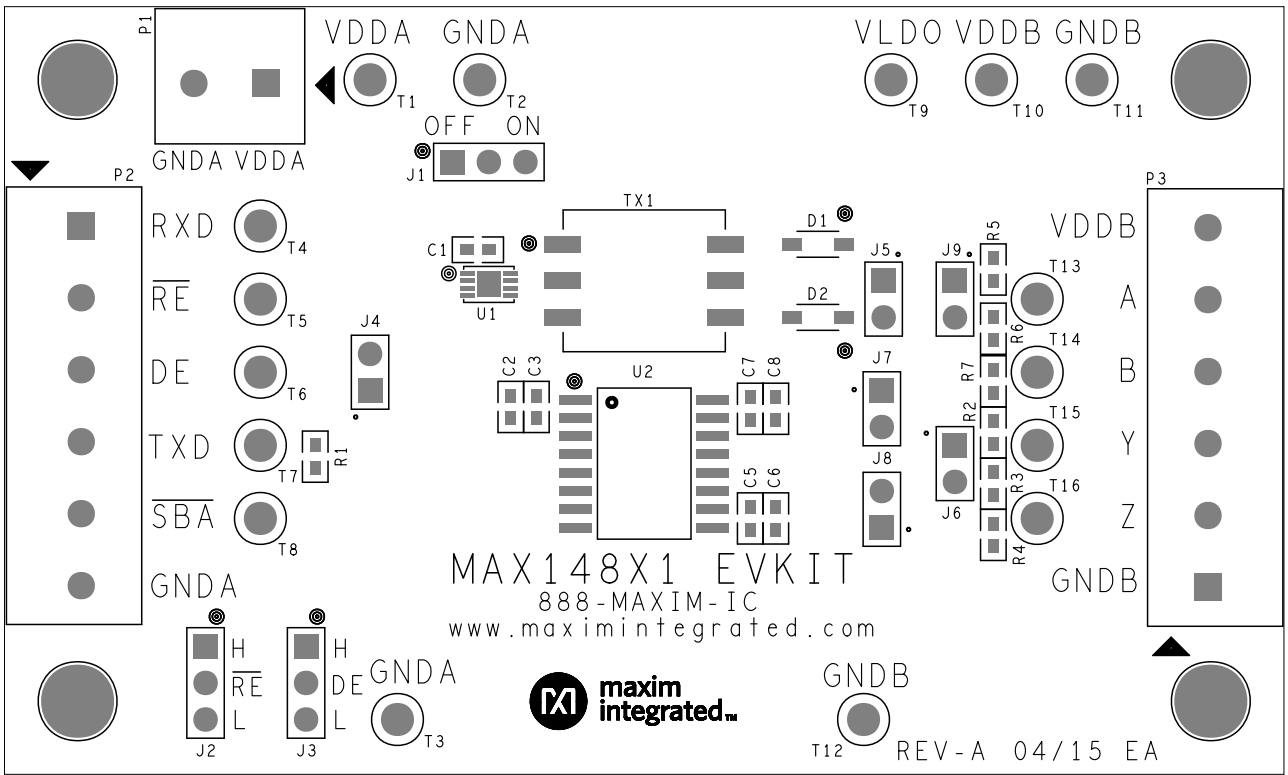 P1
VDDA GNDA
VLDO VDDB GNDB
T1
T2
T9
T10
T11
OFF ON
J1
GNDA VDDA
P2
P3
RXD
T4
R̅E̅
T5
DE
T6
TXD
T7
S̅B̅A̅
T8
GNDA
J4
R1
C1
U1
TX1
D1
D2
C2
C3
U2
C7
C8
C5
C6
J5
J9
R5
T13
R6
J7
T14
R7
R2
T15
J8
J6
R3
T16
R4
VDDB
A
B
Y
Z
GNDB
MAX148X1 EVKIT
888-MAXIM-IC
www.maximintegrated.com
H
R̅E̅
L
J2
H
DE
L
J3
GNDA
T3
maxim
integrated™
GNDB
T12
REV-A 04/15 EA